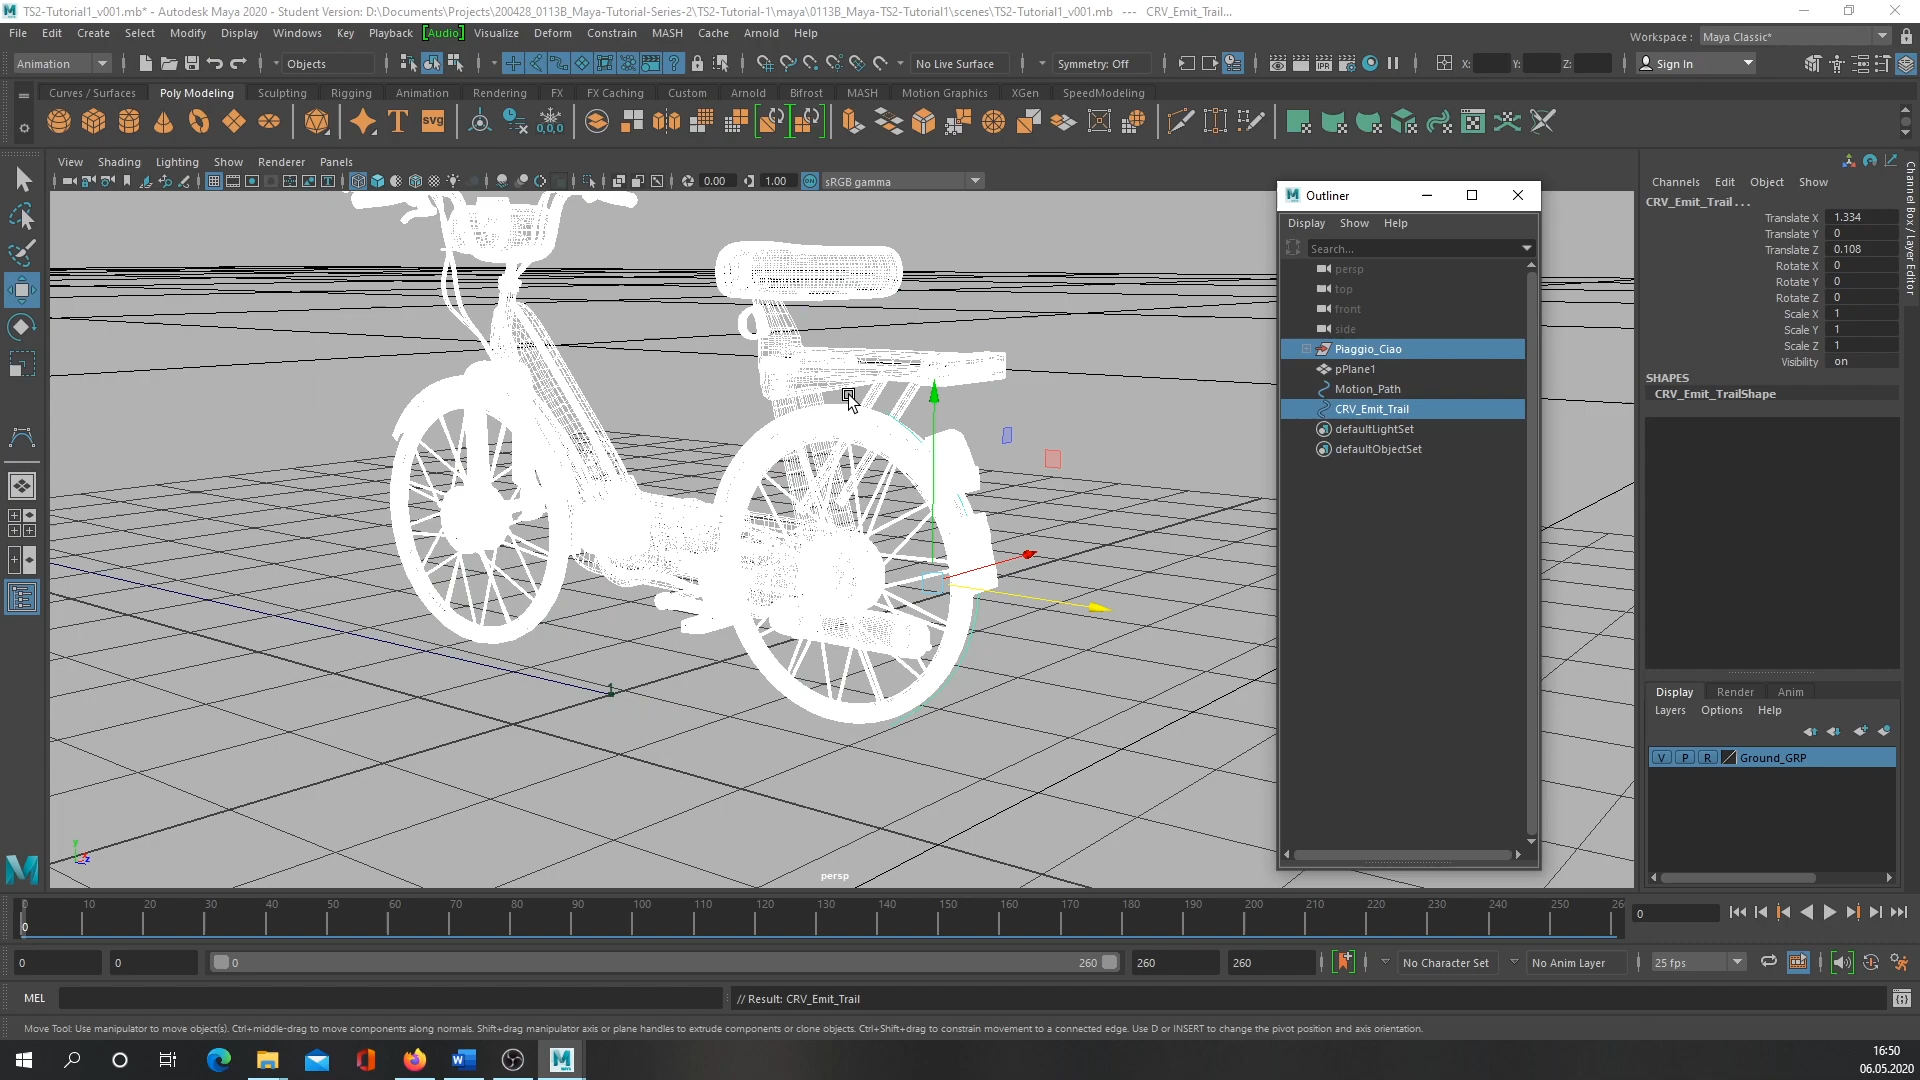 TS2-Tutorial1_v001.mb* - Autodesk Maya 2020 - Student Version: D:\Documents\Projects\200428_0113B_Maya-Tutorial-Series-2\TS2-Tutorial-1\maya\0113B_Maya-TS2-Tutorial1\scenes\TS2-Tutorial1_v001.mb --- CRV_Emit_Trail...
File Edit Create Select Modify Display Windows Key Playback [Audio] Visualize Deform Constrain MASH Cache Arnold Help
Workspace : Maya Classic*
Animation Objects No Live Surface Symmetry: Off X: Y: Z: Sign In
Curves / Surfaces Poly Modeling Sculpting Rigging Animation Rendering FX FX Caching Custom Arnold Bifrost MASH Motion Graphics XGen SpeedModeling
T svg 0,0,0
View Shading Lighting Show Renderer Panels
0.00 1.00 ON sRGB gamma
Outliner
Display Show Help
Search...
persp
top
front
side
Piaggio_Ciao
pPlane1
Motion_Path
CRV_Emit_Trail
defaultLightSet
defaultObjectSet
Channels Edit Object Show
CRV_Emit_Trail . . .
Translate X 1.334
Translate Y 0
Translate Z 0.108
Rotate X 0
Rotate Y 0
Rotate Z 0
Scale X 1
Scale Y 1
Scale Z 1
Visibility on
SHAPES
CRV_Emit_TrailShape
Channel Box / Layer Editor
Display Render Anim
Layers Options Help
V P R Ground_GRP
y x z
persp
0 10 20 30 40 50 60 70 80 90 100 110 120 130 140 150 160 170 180 190 200 210 220 230 240 250 26
0
0
0 0 0 260 260 260 No Character Set No Anim Layer 25 fps
MEL // Result: CRV_Emit_Trail
Move Tool: Use manipulator to move object(s). Ctrl+middle-drag to move components along normals. Shift+drag manipulator axis or plane handles to extrude components or clone objects. Ctrl+Shift+drag to constrain movement to a connected edge. Use D or INSERT to change the pivot position and axis orientation.
16:50
06.05.2020